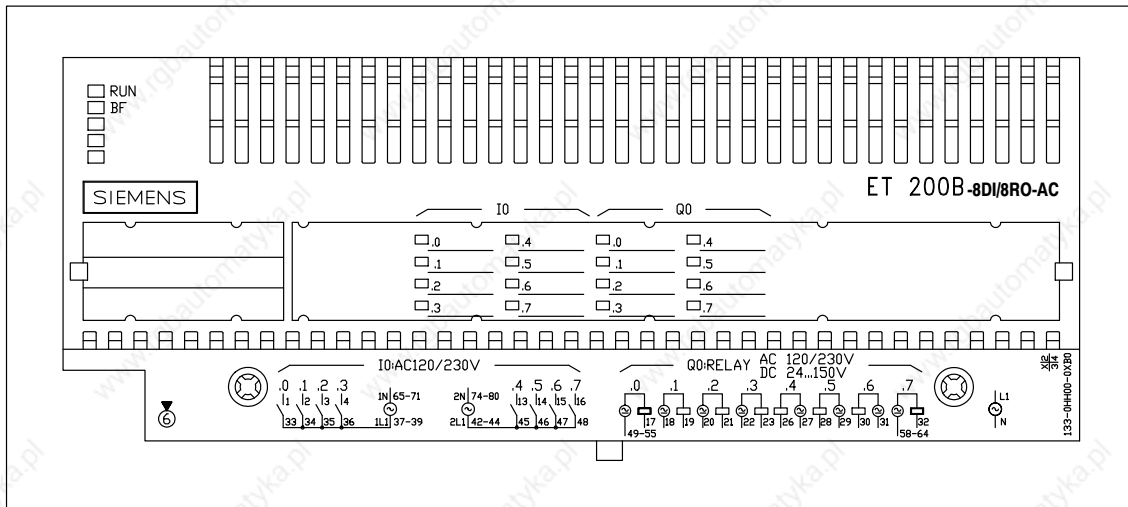 RUN
BF
SIEMENS
ET 200B-8DI/8RO-AC
I0 Q0
.0 .4 .0 .4
.1 .5 .1 .5
.2 .6 .2 .6
.3 .7 .3 .7
I0:AC120/230V
Q0:RELAY AC 120/230V
DC 24...150V
.0 .1 .2 .3 .4 .5 .6 .7
1 2 3 4 1N 65-71 2N 74-80 13 14 15 16
33 34 35 36 1L1 37-39 2L1 42-44 45 46 47 48
.0 .1 .2 .3 .4 .5 .6 .7
17 18 19 20 21 22 23 26 27 28 29 30 31 32
49-55 58-64
L1
N
6
X 2
3 4
133-0HH00-0XB0
www.rgbautomatyka.pl